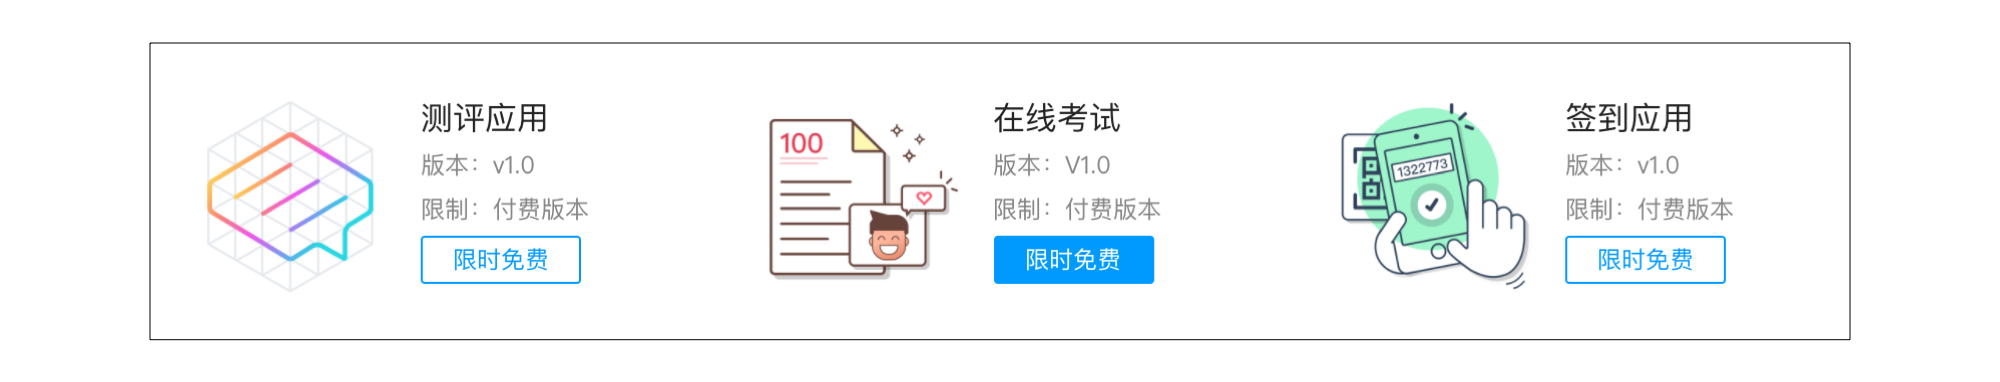 测评应用
版本：v1.0
限制：付费版本
限时免费
100
在线考试
版本：V1.0
限制：付费版本
限时免费
1322773
签到应用
版本：v1.0
限制：付费版本
限时免费